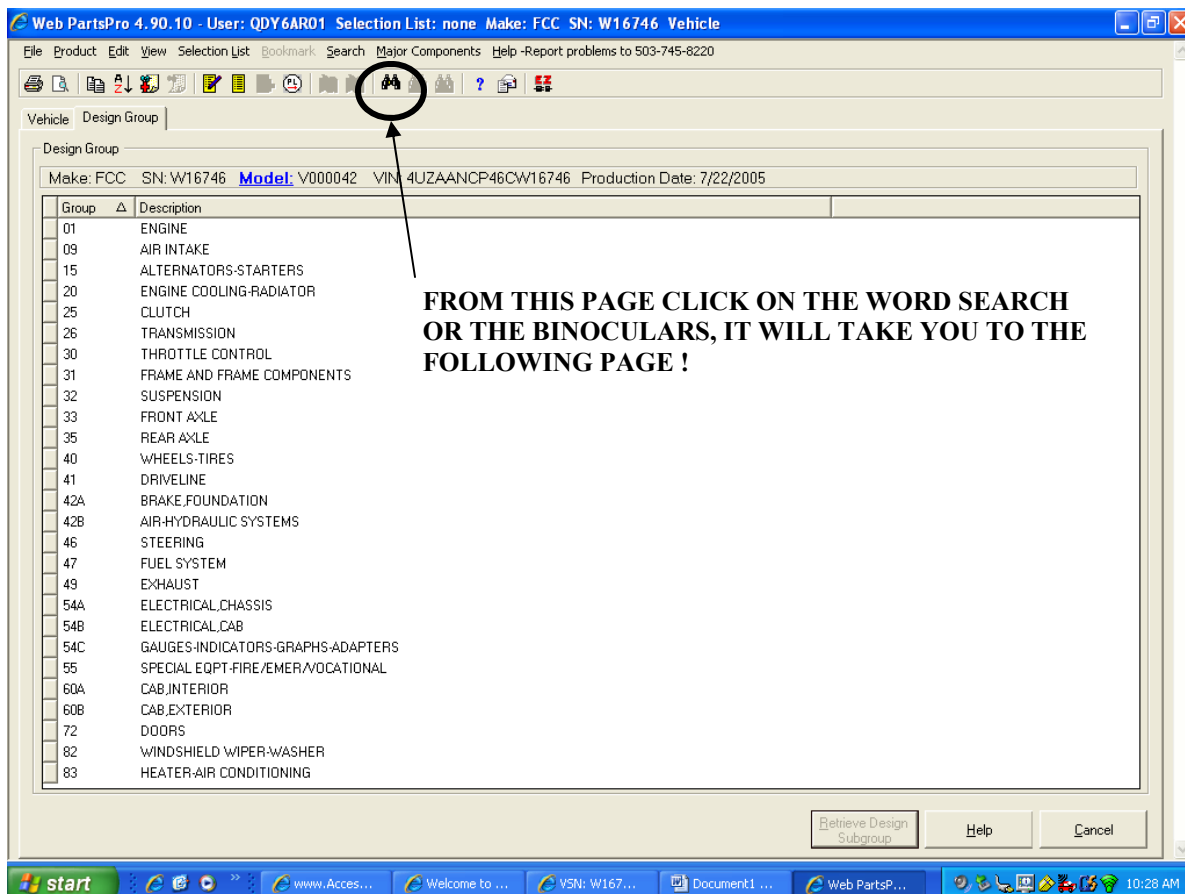 Web PartsPro 4.90.10 - User: QDY6AR01 Selection List: none Make: FCC SN: W16746 Vehicle
File Product Edit View Selection List Bookmark Search Major Components Help -Report problems to 503-745-8220
Vehicle Design Group
Design Group
Make: FCC SN: W16746 Model: V000042 VIN: 4UZAANCP46CW16746 Production Date: 7/22/2005
Group Description
01 ENGINE
09 AIR INTAKE
15 ALTERNATORS-STARTERS
20 ENGINE COOLING-RADIATOR
25 CLUTCH
26 TRANSMISSION
30 THROTTLE CONTROL
31 FRAME AND FRAME COMPONENTS
32 SUSPENSION
33 FRONT AXLE
35 REAR AXLE
40 WHEELS-TIRES
41 DRIVELINE
42A BRAKE,FOUNDATION
42B AIR-HYDRAULIC SYSTEMS
46 STEERING
47 FUEL SYSTEM
49 EXHAUST
54A ELECTRICAL,CHASSIS
54B ELECTRICAL,CAB
54C GAUGES-INDICATORS-GRAPHS-ADAPTERS
55 SPECIAL EQPT-FIRE/EMER/VOCATIONAL
60A CAB,INTERIOR
60B CAB,EXTERIOR
72 DOORS
82 WINDSHIELD WIPER-WASHER
83 HEATER-AIR CONDITIONING
FROM THIS PAGE CLICK ON THE WORD SEARCH
OR THE BINOCULARS, IT WILL TAKE YOU TO THE
FOLLOWING PAGE !
Retrieve Design
Subgroup
Help
Cancel
start
www.Acces...
Welcome to ...
VSN: W167...
Document1 ...
Web PartsP...
10:28 AM